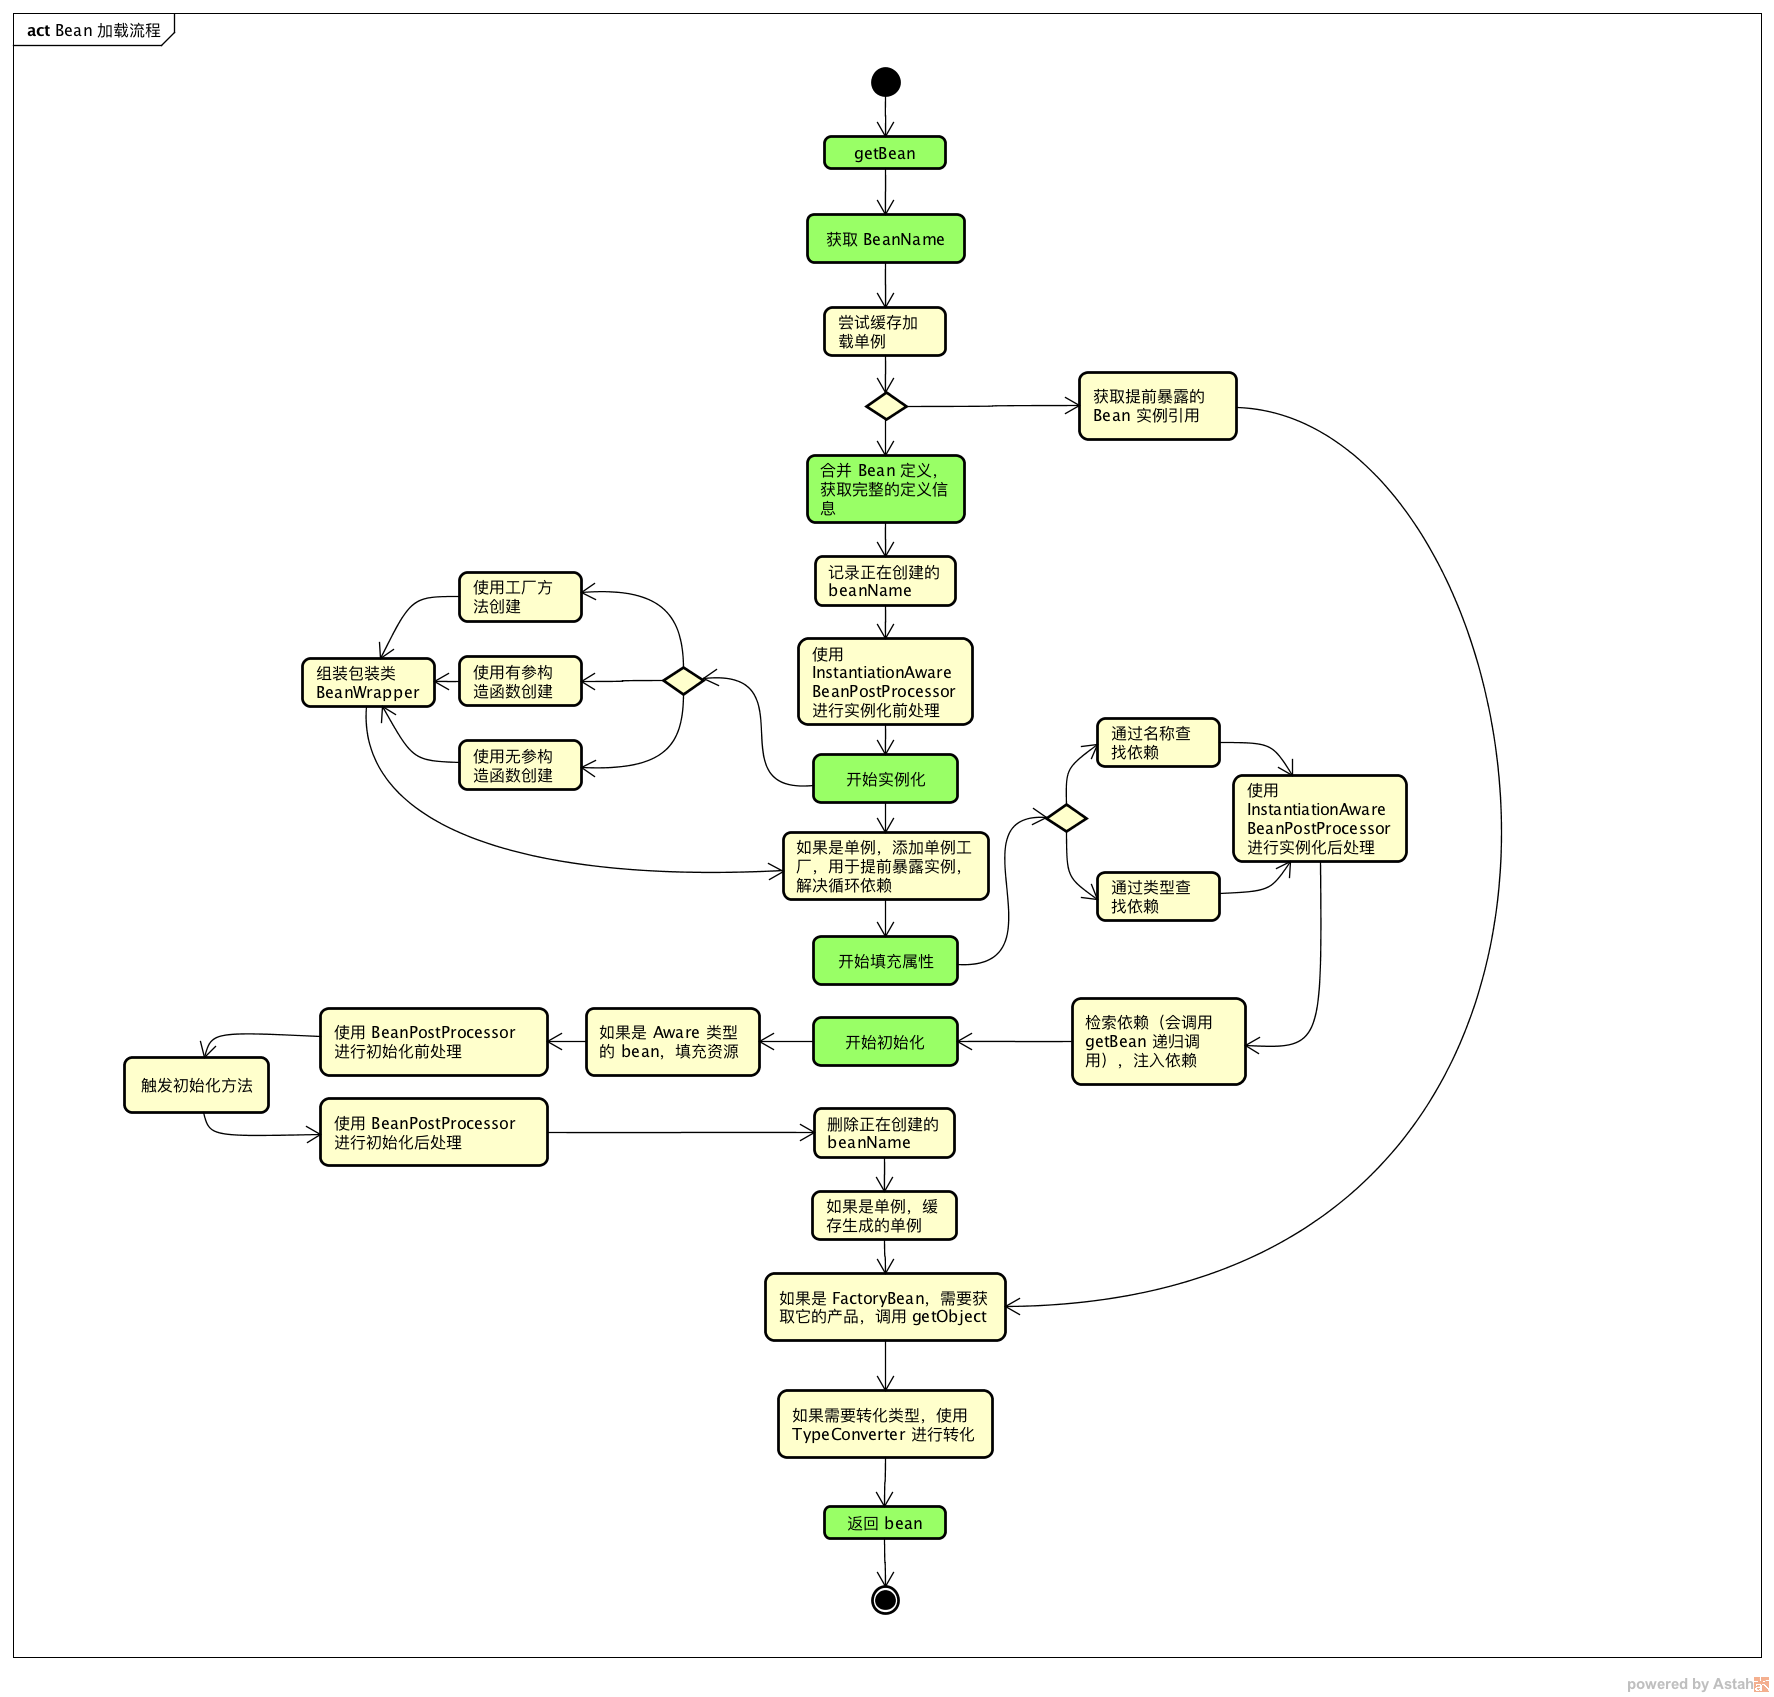 act Bean 加载流程
getBean
获取 BeanName
尝试缓存加
载单例
获取提前暴露的
Bean 实例引用
合并 Bean 定义，
获取完整的定义信
息
记录正在创建的
beanName
使用工厂方
法创建
使用
InstantiationAware
BeanPostProcessor
进行实例化前处理
组装包装类
BeanWrapper
使用有参构
造函数创建
使用无参构
造函数创建
开始实例化
通过名称查
找依赖
使用
InstantiationAware
BeanPostProcessor
进行实例化后处理
如果是单例，添加单例工
厂，用于提前暴露实例，
解决循环依赖
通过类型查
找依赖
开始填充属性
检索依赖（会调用
getBean 递归调
用），注入依赖
开始初始化
如果是 Aware 类型
的 bean，填充资源
使用 BeanPostProcessor
进行初始化前处理
触发初始化方法
使用 BeanPostProcessor
进行初始化后处理
删除正在创建的
beanName
如果是单例，缓
存生成的单例
如果是 FactoryBean，需要获
取它的产品，调用 getObject
如果需要转化类型，使用
TypeConverter 进行转化
返回 bean
powered by Astah